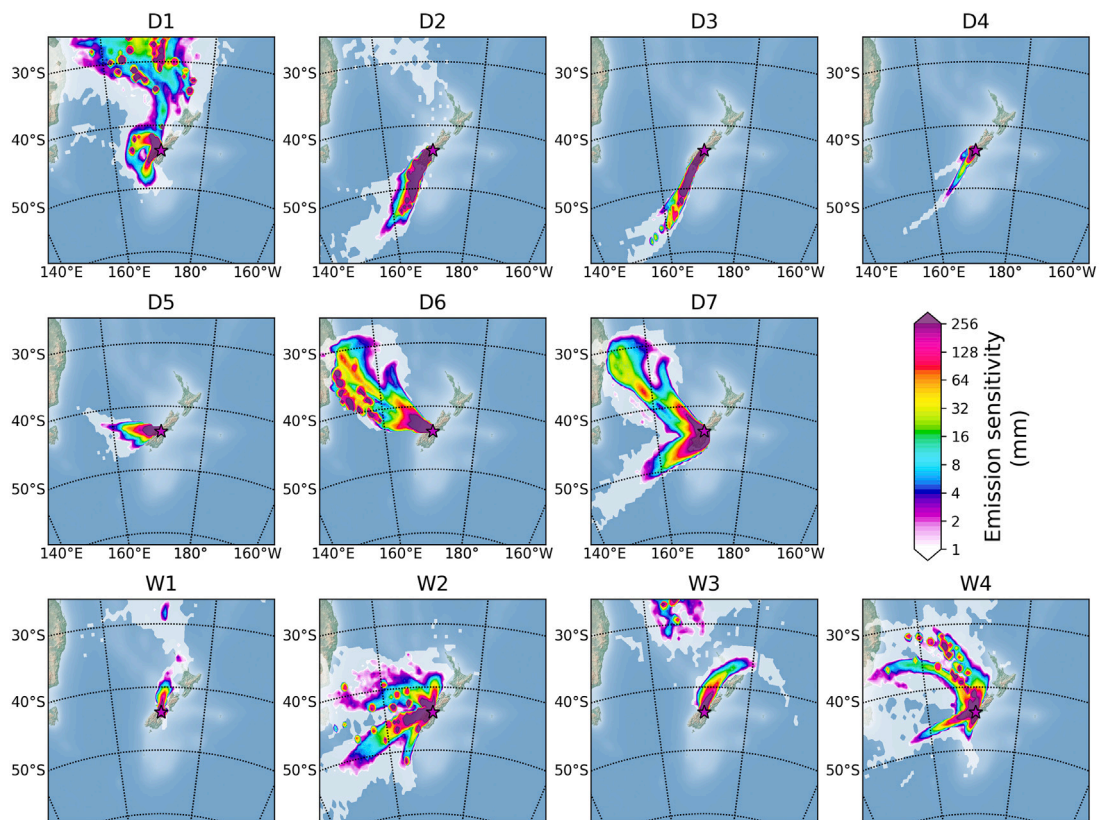 D1 D2 D3 D4
30°S 30°S 30°S 30°S
40°S 40°S 40°S 40°S
50°S 50°S 50°S 50°S
140°E 160°E 180° 160°W 140°E 160°E 180° 160°W 140°E 160°E 180° 160°W 140°E 160°E 180° 160°W
D5 D6 D7
30°S 30°S 30°S
40°S 40°S 40°S
50°S 50°S 50°S
140°E 160°E 180° 160°W 140°E 160°E 180° 160°W 140°E 160°E 180° 160°W
256
128
64
32
16
8
4
2
1
Emission sensitivity
(mm)
W1 W2 W3 W4
30°S 30°S 30°S 30°S
40°S 40°S 40°S 40°S
50°S 50°S 50°S 50°S